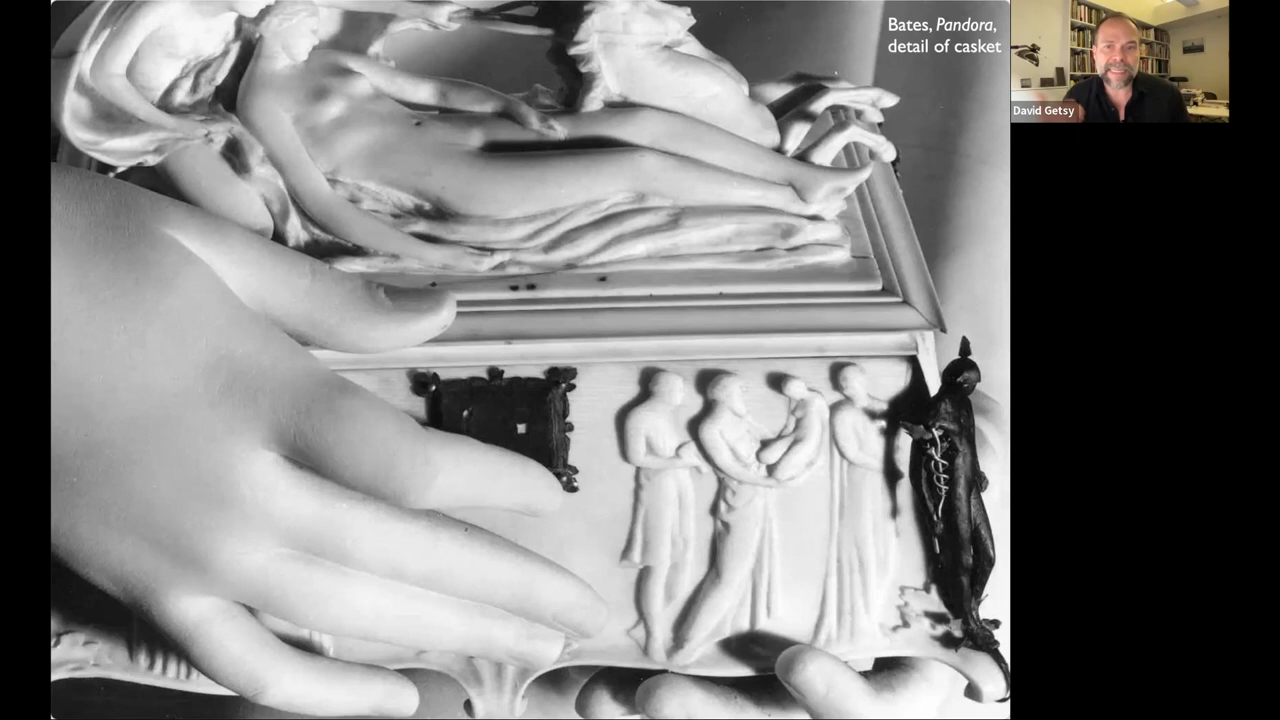 Bates, Pandora,
detail of casket
David Getsy